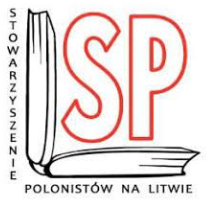 STOWARZYSZENIE
SP
POLONISTÓW NA LITWIE